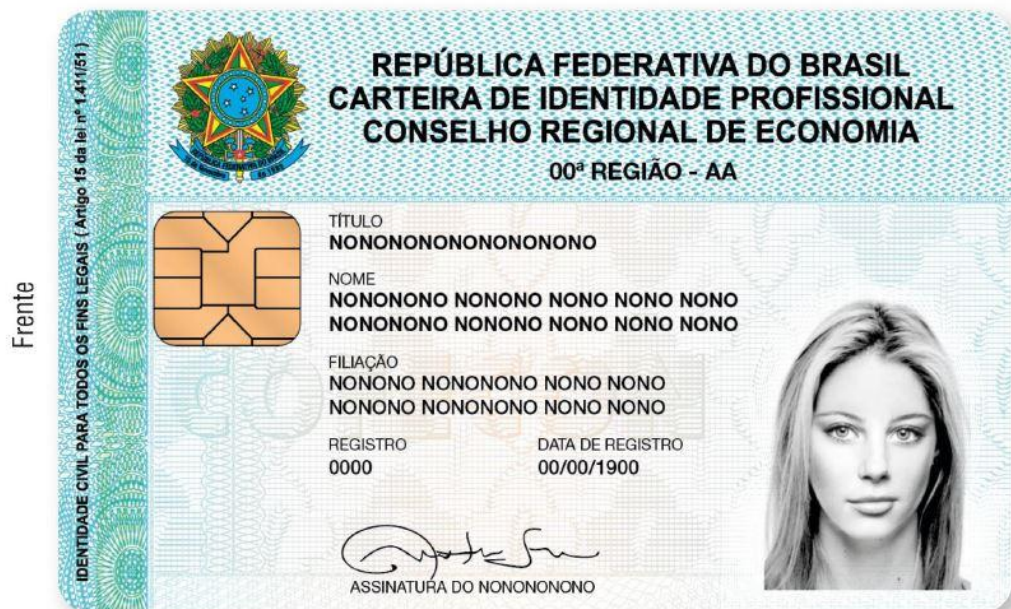 Frente
IDENTIDADE CIVIL PARA TODOS OS FINS LEGAIS ( Artigo 15 da lei nº 1.411/51 )
REPÚBLICA FEDERATIVA DO BRASIL
CARTEIRA DE IDENTIDADE PROFISSIONAL
CONSELHO REGIONAL DE ECONOMIA
00ª REGIÃO - AA
TÍTULO
NONONONONONONONONO
NOME
NONONONO NONONO NONO NONO NONO
NONONONO NONONO NONO NONO NONO
FILIAÇÃO
NONONO NONONONO NONO NONO
NONONO NONONONO NONO NONO
REGISTRO DATA DE REGISTRO
0000 00/00/1900
ASSINATURA DO NONONONONO